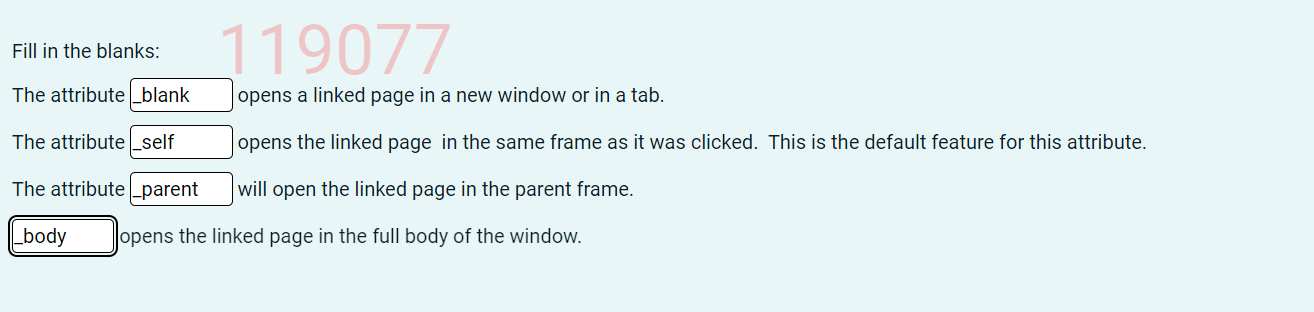 119077
Fill in the blanks:
The attribute _blank opens a linked page in a new window or in a tab.
The attribute _self opens the linked page  in the same frame as it was clicked.  This is the default feature for this attribute.
The attribute _parent will open the linked page in the parent frame.
_body opens the linked page in the full body of the window.